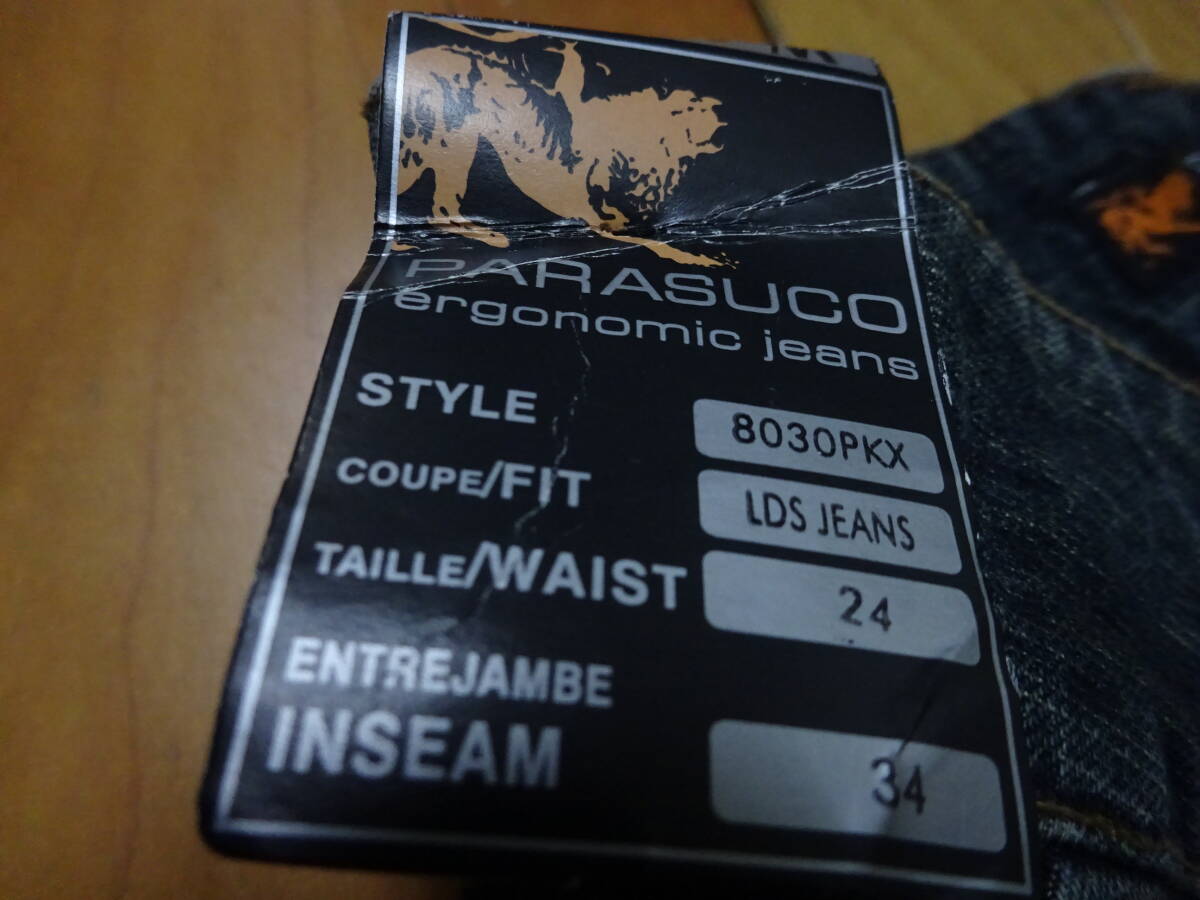 PARASUCO
ergonomic jeans
STYLE 8030PKX
COUPE/FIT LDS JEANS
TAILLE/WAIST 24
ENTREJAMBE
INSEAM 34